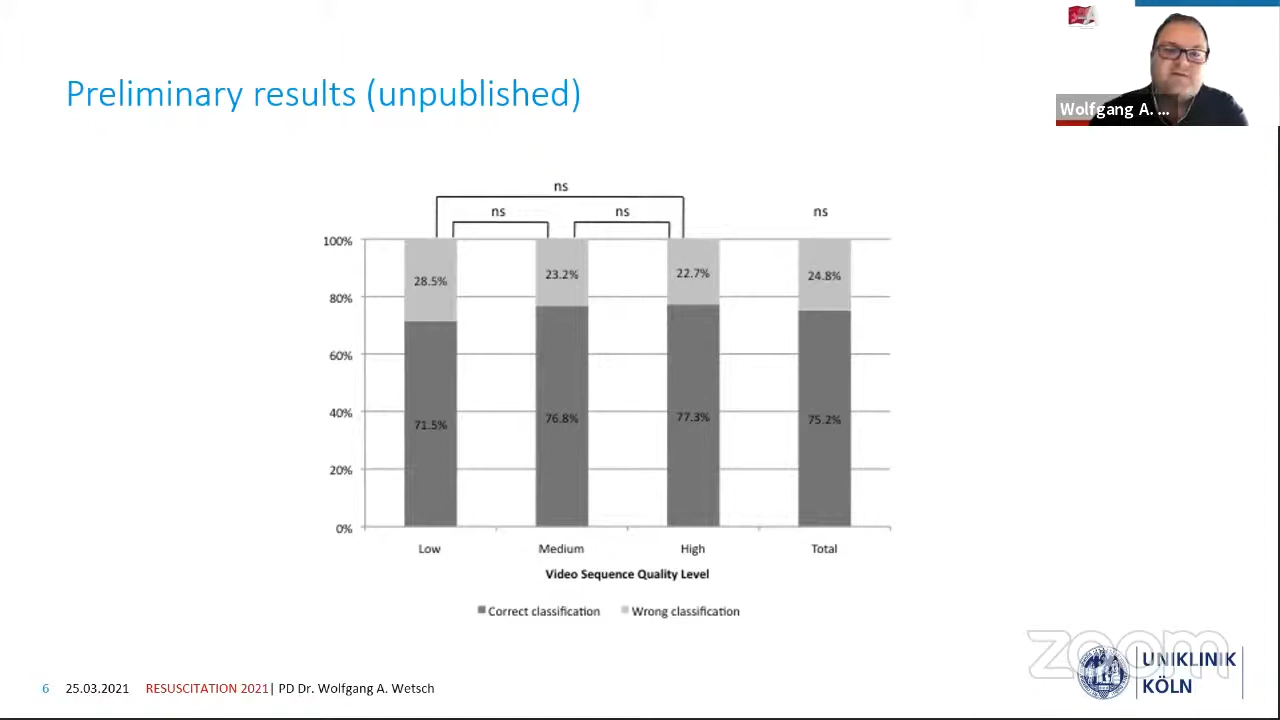 Preliminary results (unpublished)
Wolfgang A. ...
ns
ns
ns
ns
100%
80%
60%
40%
20%
0%
28.5%
23.2%
22.7%
24.8%
71.5%
76.8%
77.3%
75.2%
Low
Medium
High
Total
Video Sequence Quality Level
Correct classification
Wrong classification
zoom
UNIKLINIK
KÖLN
6
25.03.2021
RESUSCITATION 2021| PD Dr. Wolfgang A. Wetsch